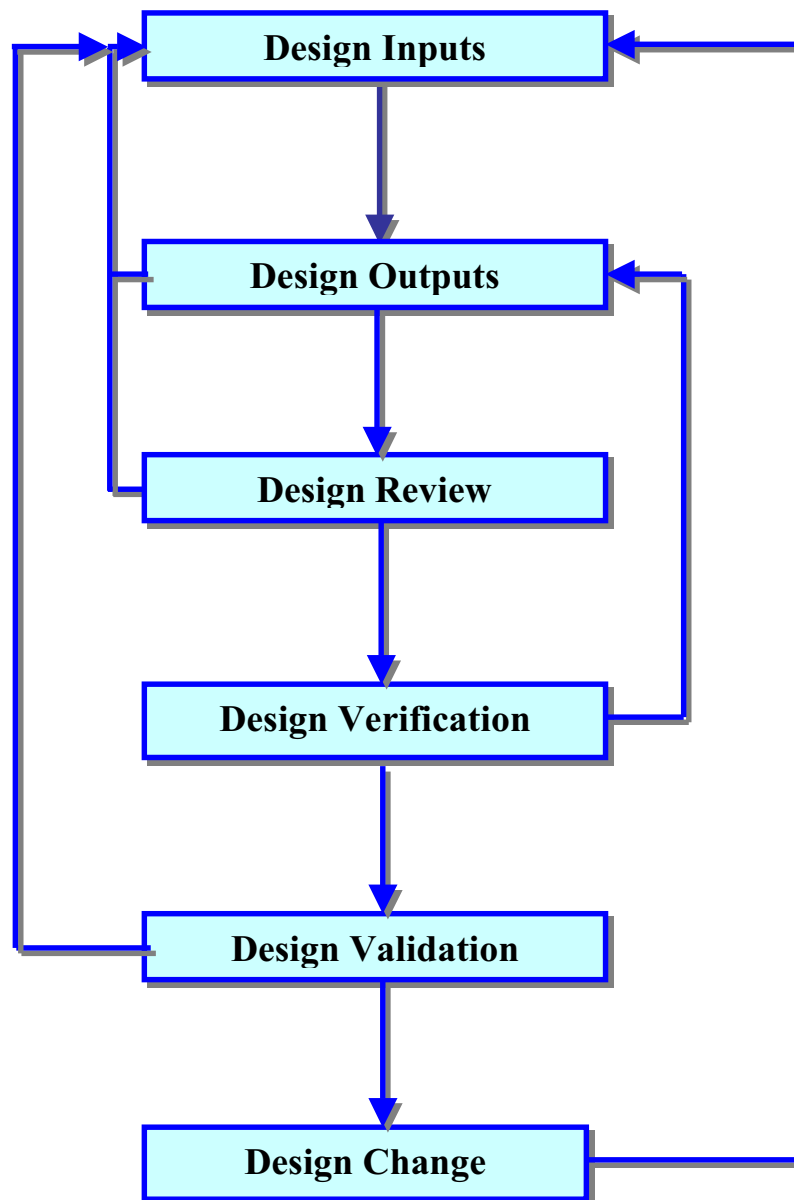 Design Inputs
Design Outputs
Design Review
Design Verification
Design Validation
Design Change